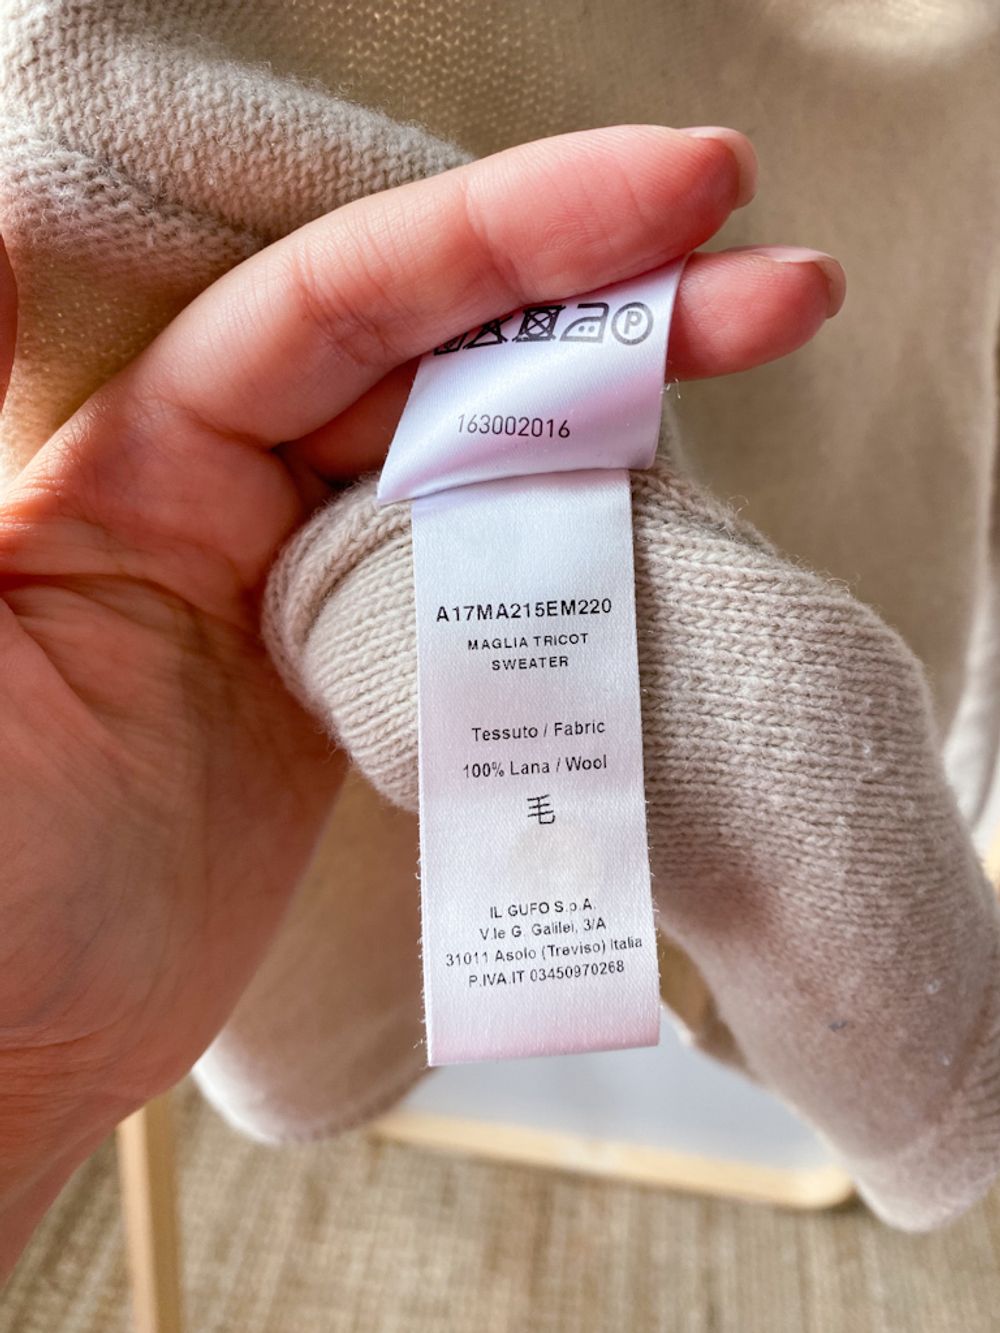 P
163002016
A17MA215EM220
MAGLIA TRICOT
SWEATER
Tessuto / Fabric
100% Lana / Wool
毛
IL GUFO S.p.A.
V.le G. Galilei, 3/A
31011 Asolo (Treviso) Italia
P.IVA.IT 03450970268